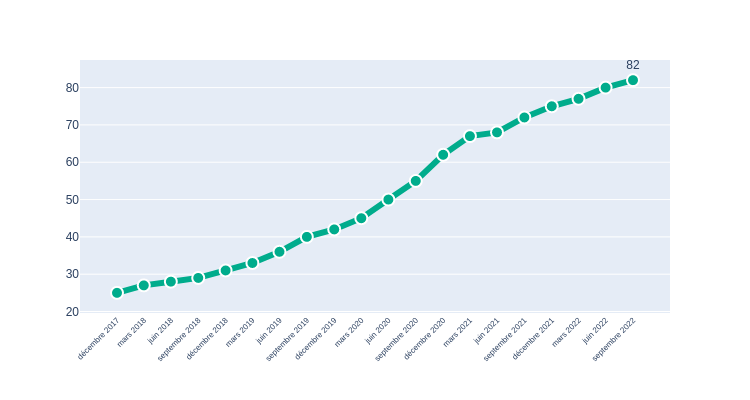 82
80
70
60
50
40
30
20
décembre 2017
mars 2018
juin 2018
septembre 2018
décembre 2018
mars 2019
juin 2019
septembre 2019
décembre 2019
mars 2020
juin 2020
septembre 2020
décembre 2020
mars 2021
juin 2021
septembre 2021
décembre 2021
mars 2022
juin 2022
septembre 2022